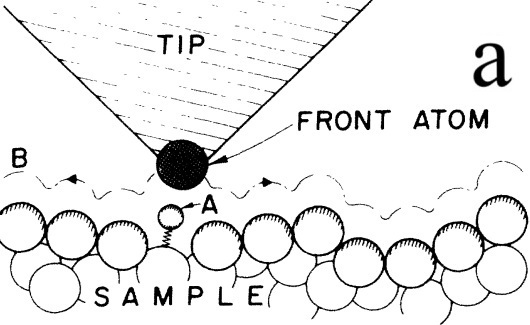 TIP
a
FRONT ATOM
B
A
SAMPLE